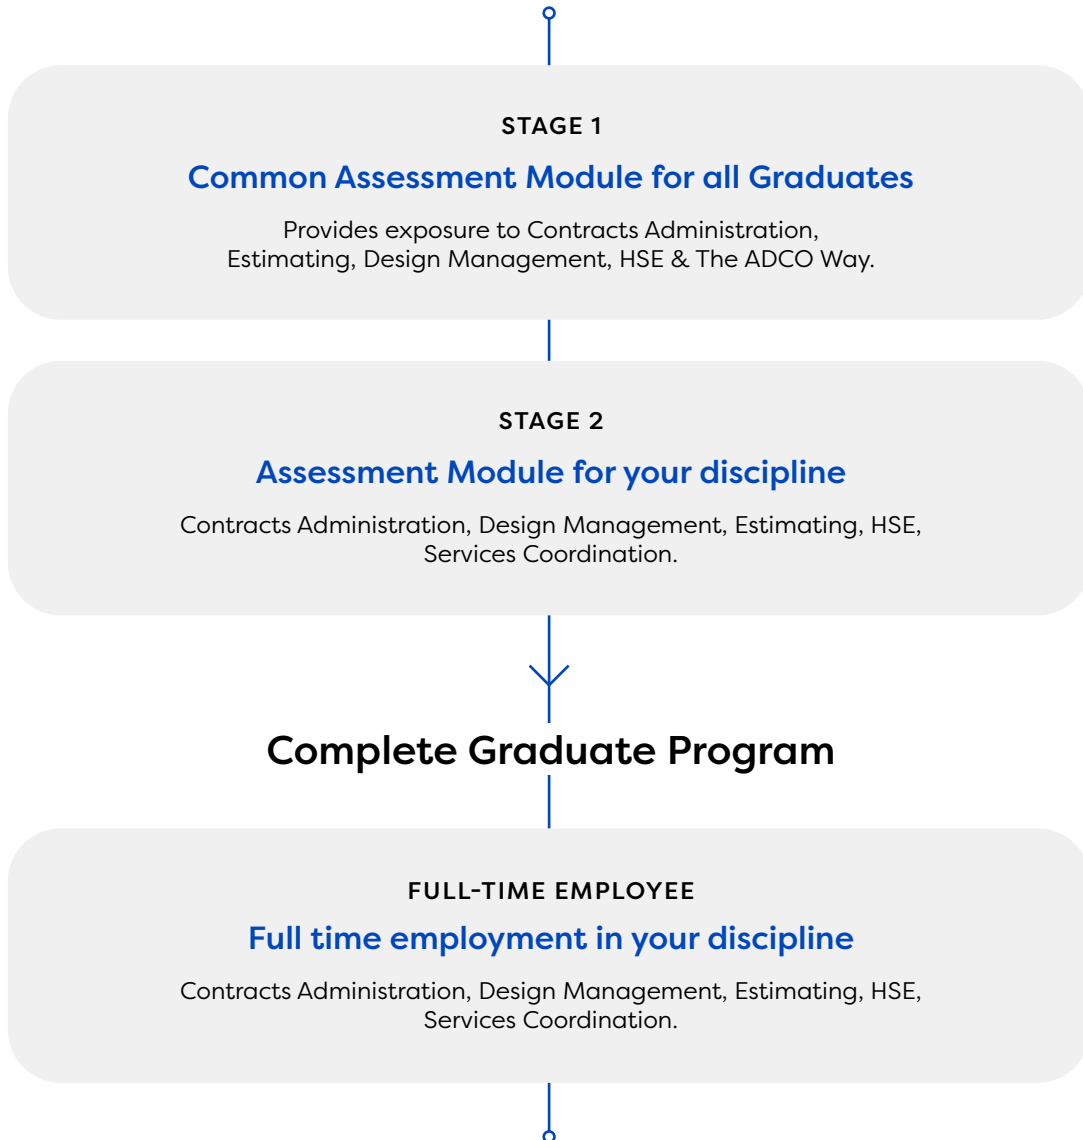 STAGE 1
Common Assessment Module for all Graduates
Provides exposure to Contracts Administration,
Estimating, Design Management, HSE & The ADCO Way.
STAGE 2
Assessment Module for your discipline
Contracts Administration, Design Management, Estimating, HSE,
Services Coordination.
Complete Graduate Program
FULL-TIME EMPLOYEE
Full time employment in your discipline
Contracts Administration, Design Management, Estimating, HSE,
Services Coordination.